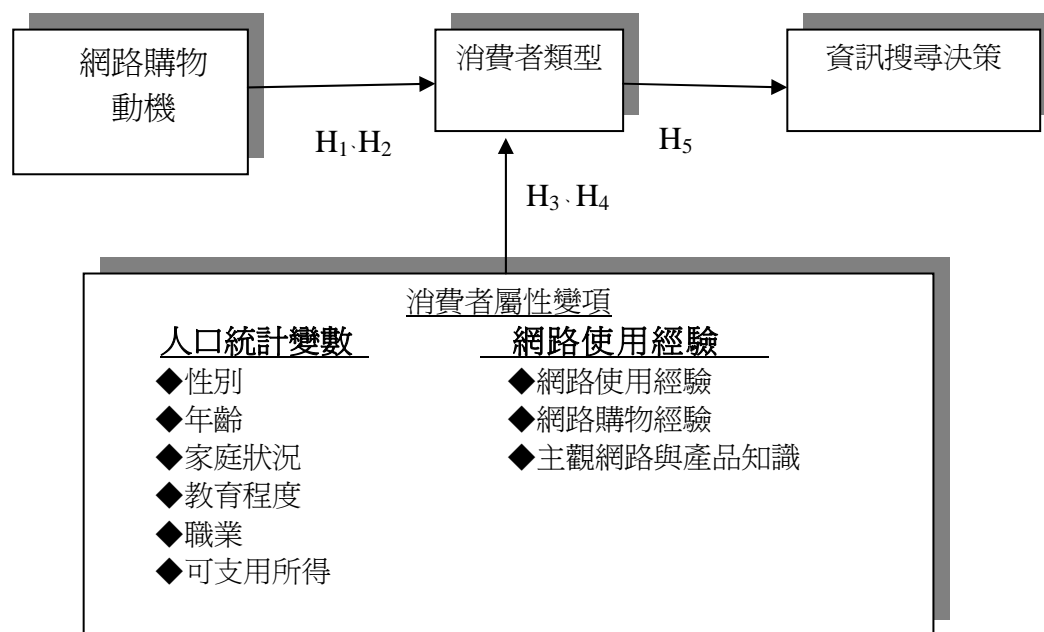 網路購物
動機
消費者類型
資訊搜尋決策
H₁、H₂
H₅
H₃、H₄
消費者屬性變項
人口統計變數
◆性別
◆年齡
◆家庭狀況
◆教育程度
◆職業
◆可支用所得
網路使用經驗
◆網路使用經驗
◆網路購物經驗
◆主觀網路與產品知識